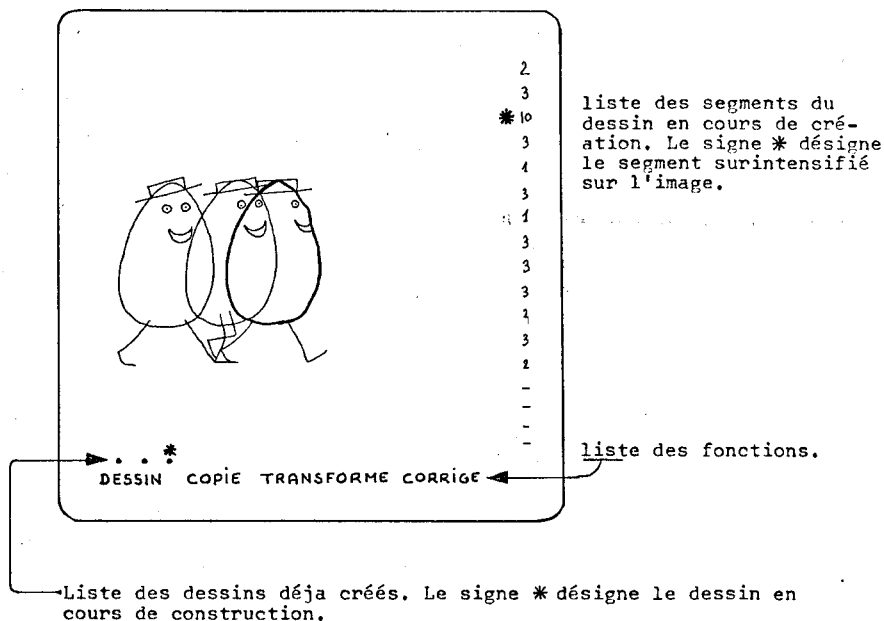 2
3
* 10
3
1
3
1
3
3
3
2
3
2
-
-
-
-
liste des segments du
dessin en cours de cré-
ation. Le signe * désigne
le segment surintensifié
sur l'image.
. . .
*
DESSIN COPIE TRANSFORME CORRIGE
liste des fonctions.
Liste des dessins déja créés. Le signe * désigne le dessin en
cours de construction.